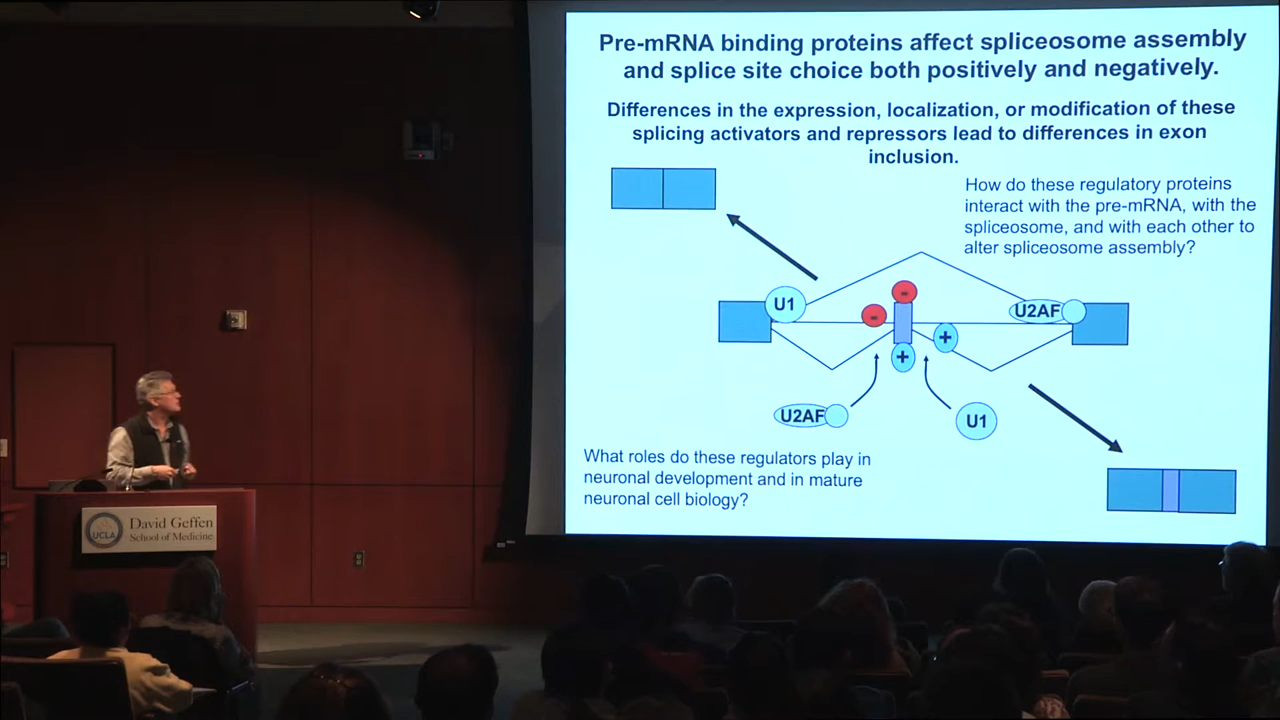 Pre-mRNA binding proteins affect spliceosome assembly
and splice site choice both positively and negatively.
Differences in the expression, localization, or modification of these
splicing activators and repressors lead to differences in exon
inclusion.
How do these regulatory proteins
interact with the pre-mRNA, with the
spliceosome, and with each other to
alter spliceosome assembly?
U1
-
-
U2AF
+
+
U2AF
U1
What roles do these regulators play in
neuronal development and in mature
neuronal cell biology?
UCLA
David Geffen
School of Medicine